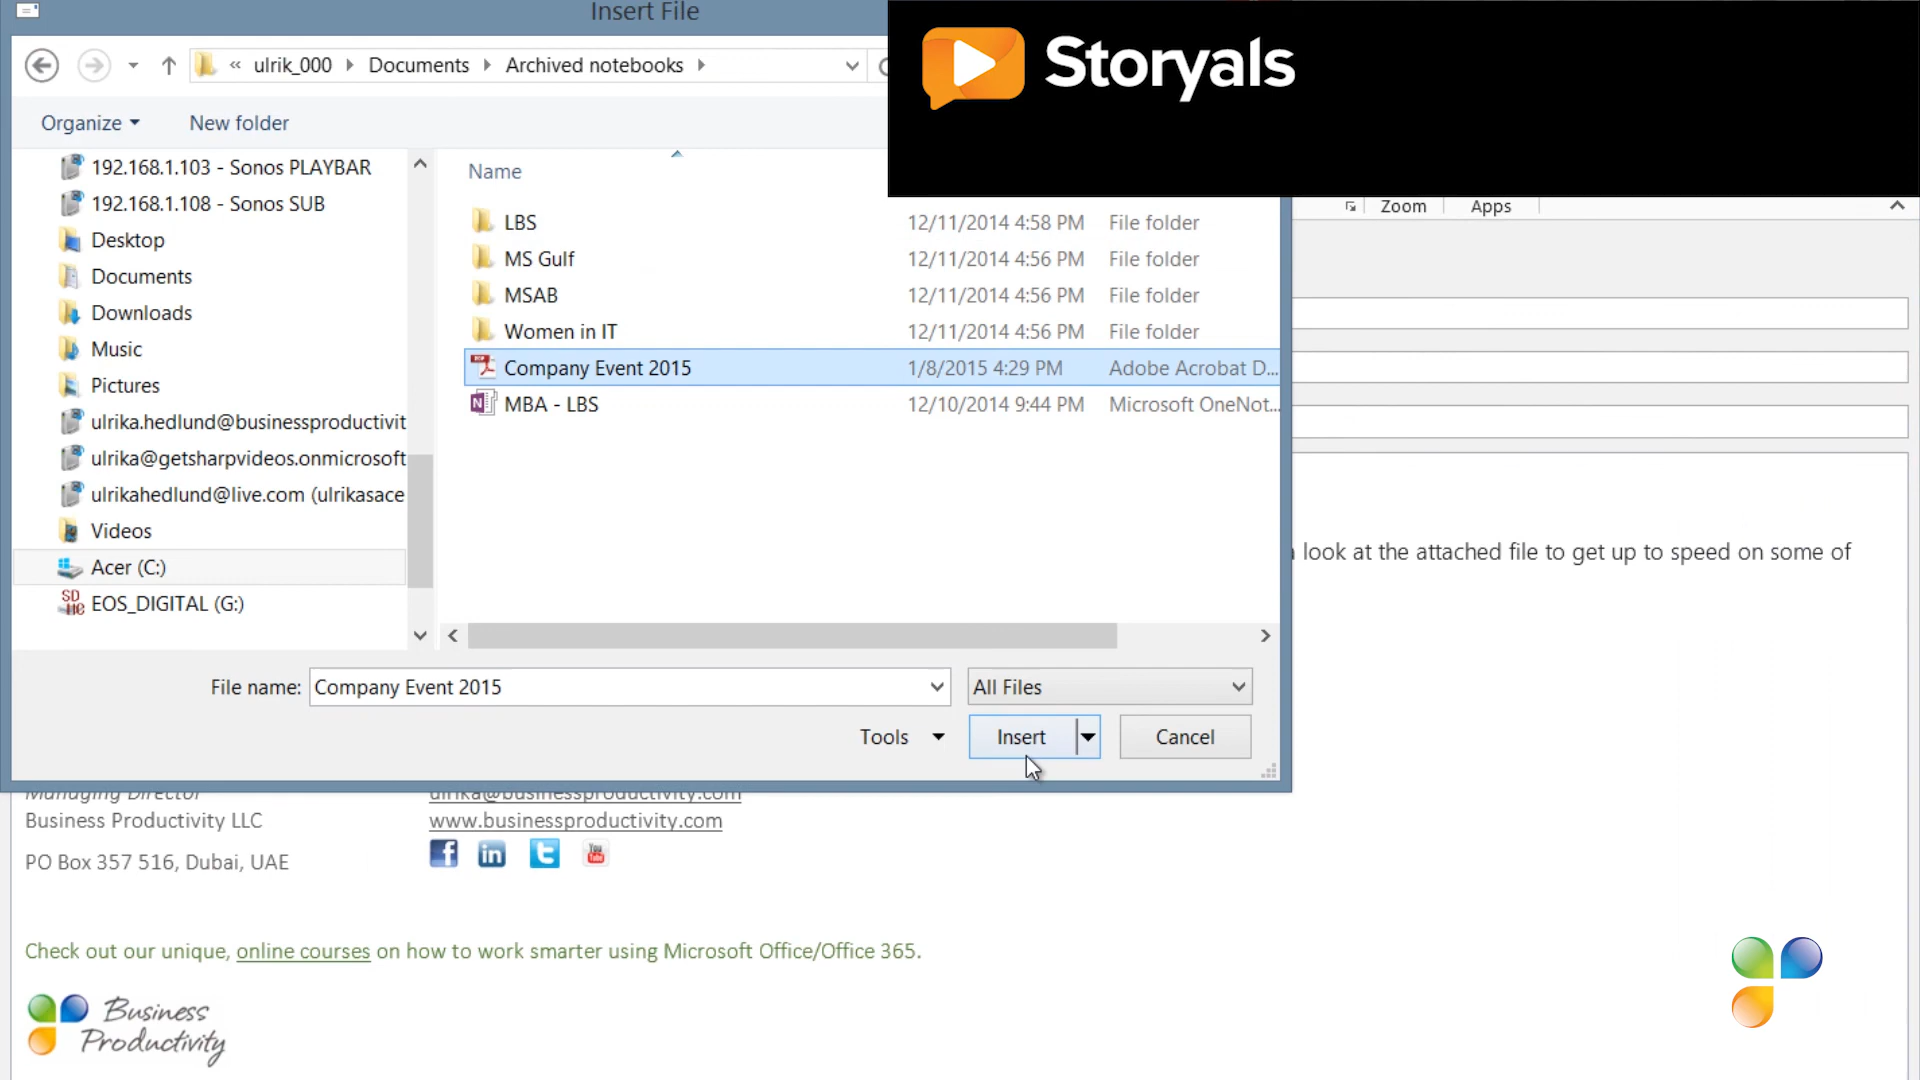 Insert File
Storyals
« ulrik_000 Documents Archived notebooks
Organize New folder
Zoom Apps
Name
192.168.1.103 - Sonos PLAYBAR
192.168.1.108 - Sonos SUB
Desktop
Documents
Downloads
Music
Pictures
ulrika.hedlund@businessproductivit
ulrika@getsharpvideos.onmicrosoft
ulrikahedlund@live.com (ulrikasace
Videos
Acer (C:)
EOS_DIGITAL (G:)
LBS 12/11/2014 4:58 PM File folder
MS Gulf 12/11/2014 4:56 PM File folder
MSAB 12/11/2014 4:56 PM File folder
Women in IT 12/11/2014 4:56 PM File folder
Company Event 2015 1/8/2015 4:29 PM Adobe Acrobat D...
MBA - LBS 12/10/2014 9:44 PM Microsoft OneNot...
look at the attached file to get up to speed on some of
File name: Company Event 2015 All Files
Tools Insert Cancel
Managing Director ulrika@businessproductivity.com
Business Productivity LLC www.businessproductivity.com
PO Box 357 516, Dubai, UAE
You Tube
Check out our unique, online courses on how to work smarter using Microsoft Office/Office 365.
Business
Productivity